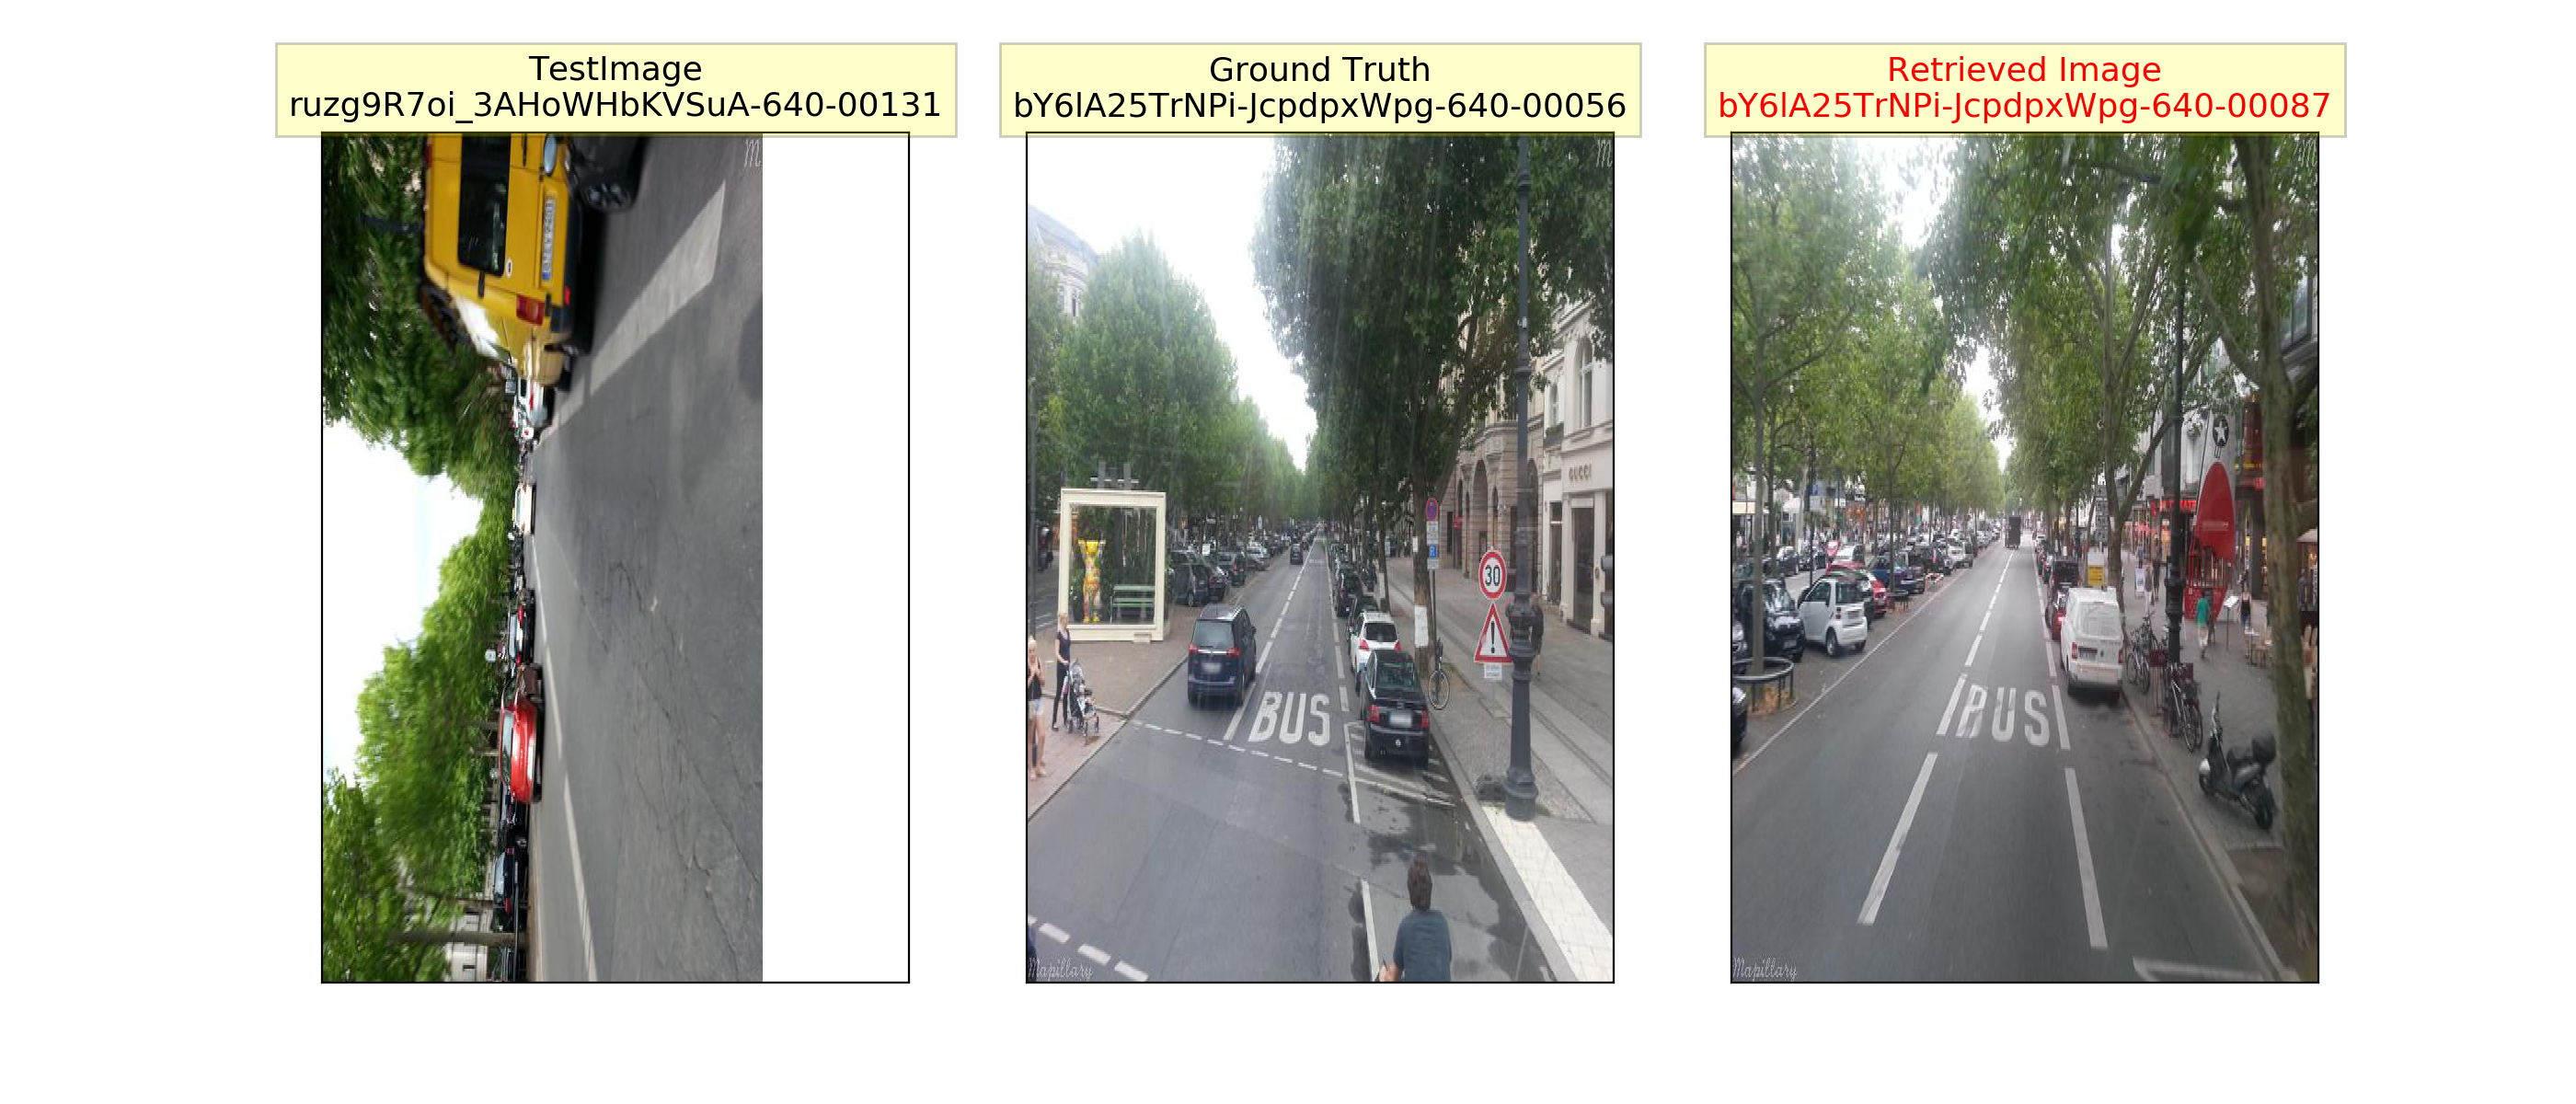 TestImage
ruzg9R7oi_3AHoWHbKVSuA-640-00131
Ground Truth
bY6lA25TrNPi-JcpdpxWpg-640-00056
Retrieved Image
bY6lA25TrNPi-JcpdpxWpg-640-00087
GUCCI
30
BUS
Mapillary
BUS
Mapillary